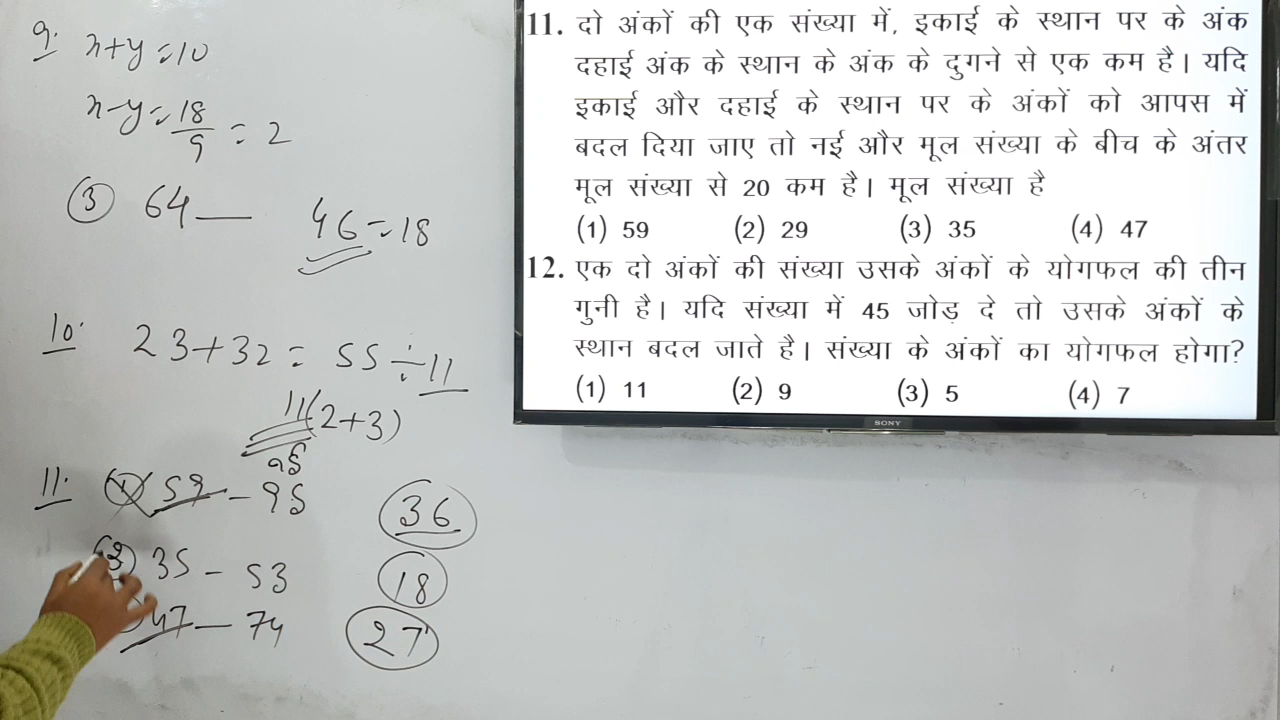 9. x+y=10
x-y=18/9=2
(3) 64— 46=18
10. 23+32= 55÷11
11(2+3)
95
11. (1) 59 - 95 36
35 - 53 18
47 - 74 27
11. दो अंकों की एक संख्या में, इकाई के स्थान पर के अंक
दहाई अंक के स्थान के अंक के दुगने से एक कम है। यदि
इकाई और दहाई के स्थान पर के अंकों को आपस में
बदल दिया जाए तो नई और मूल संख्या के बीच के अंतर
मूल संख्या से 20 कम है। मूल संख्या है
(1) 59 (2) 29 (3) 35 (4) 47
12. एक दो अंकों की संख्या उसके अंकों के योगफल की तीन
गुनी है। यदि संख्या में 45 जोड़ दे तो उसके अंकों के
स्थान बदल जाते है। संख्या के अंकों का योगफल होगा?
(1) 11 (2) 9 (3) 5 (4) 7
SONY